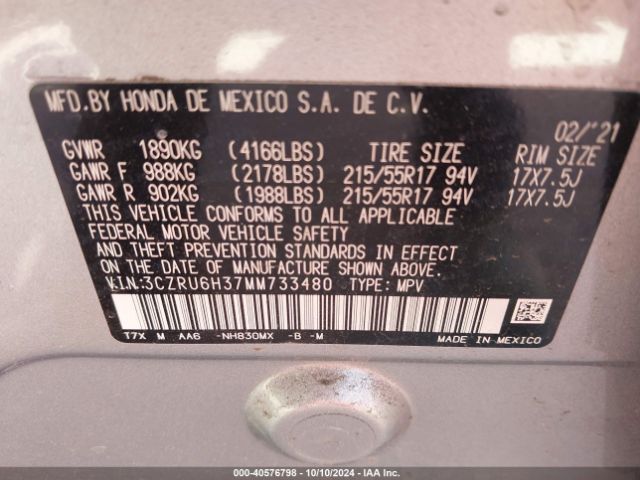 MFD.BY HONDA DE MEXICO S.A. DE C.V.
02/'21
GVWR 1890KG (4166LBS) TIRE SIZE RIM SIZE
GAWR F 988KG (2178LBS) 215/55R17 94V 17X7.5J
GAWR R 902KG (1988LBS) 215/55R17 94V 17X7.5J
THIS VEHICLE CONFORMS TO ALL APPLICABLE
FEDERAL MOTOR VEHICLE SAFETY
AND THEFT PREVENTION STANDARDS IN EFFECT
ON THE DATE OF MANUFACTURE SHOWN ABOVE.
V.I.N:3CZRU6H37MM733480 TYPE: MPV
T7X M AA6 -NH830MX -B -M MADE IN MEXICO
000-40576798 - 10/10/2024 - IAA Inc.